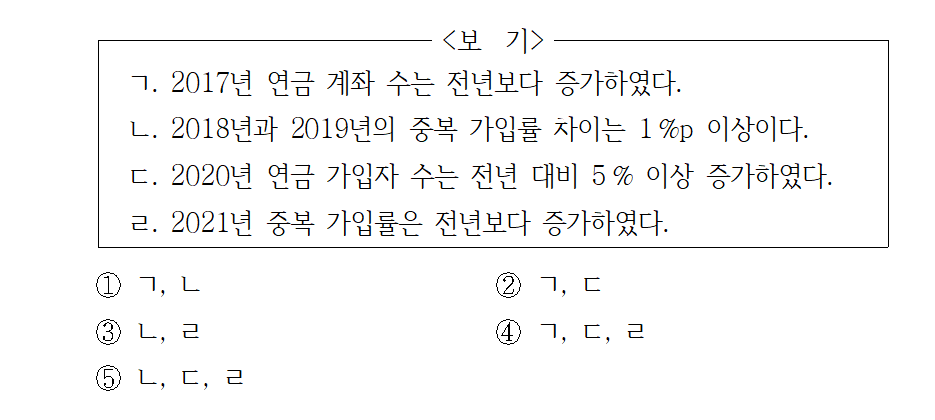 <보 기>
ㄱ. 2017년 연금 계좌 수는 전년보다 증가하였다.
ㄴ. 2018년과 2019년의 중복 가입률 차이는 1%p 이상이다.
ㄷ. 2020년 연금 가입자 수는 전년 대비 5% 이상 증가하였다.
ㄹ. 2021년 중복 가입률은 전년보다 증가하였다.
① ㄱ, ㄴ ② ㄱ, ㄷ
③ ㄴ, ㄹ ④ ㄱ, ㄷ, ㄹ
⑤ ㄴ, ㄷ, ㄹ